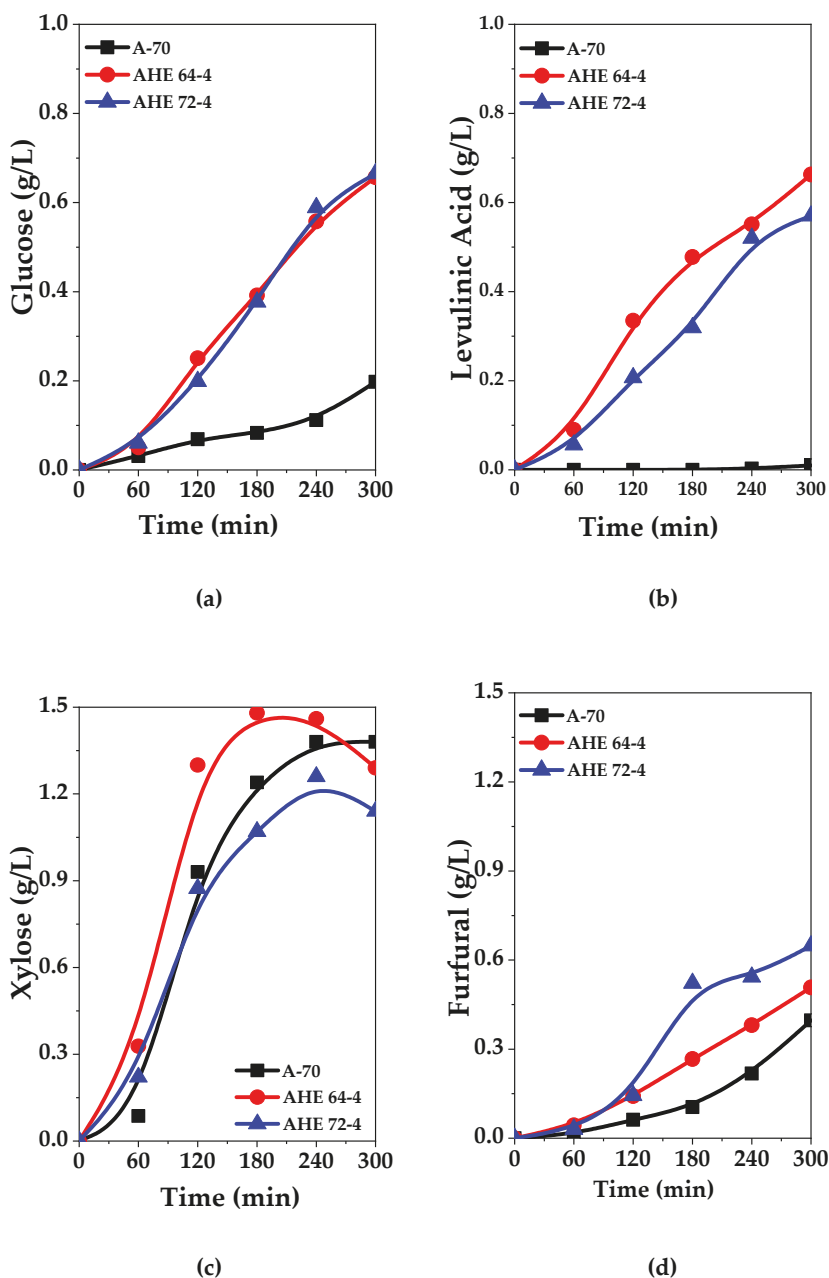 1.0
0.8
0.6
0.4
0.2
0.0
Glucose (g/L)
A-70
AHE 64-4
AHE 72-4
0 60 120 180 240 300
Time (min)
(a)
1.0
0.8
0.6
0.4
0.2
0.0
Levulinic Acid (g/L)
A-70
AHE 64-4
AHE 72-4
0 60 120 180 240 300
Time (min)
(b)
1.5
1.2
0.9
0.6
0.3
0.0
Xylose (g/L)
A-70
AHE 64-4
AHE 72-4
0 60 120 180 240 300
Time (min)
(c)
1.5
1.2
0.9
0.6
0.3
0.0
Furfural (g/L)
A-70
AHE 64-4
AHE 72-4
0 60 120 180 240 300
Time (min)
(d)